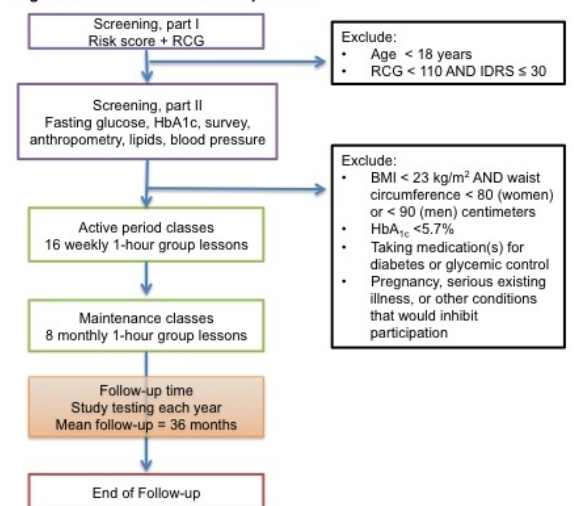 Screening, part I
Risk score + RCG
Exclude:
• Age < 18 years
• RCG < 110 AND IDRS ≤ 30
Screening, part II
Fasting glucose, HbA1c, survey,
anthropometry, lipids, blood pressure
Exclude:
• BMI < 23 kg/m² AND waist
circumference < 80 (women)
or < 90 (men) centimeters
• HbA₁c <5.7%
• Taking medication(s) for
diabetes or glycemic control
• Pregnancy, serious existing
illness, or other conditions
that would inhibit
participation
Active period classes
16 weekly 1-hour group lessons
Maintenance classes
8 monthly 1-hour group lessons
Follow-up time
Study testing each year
Mean follow-up = 36 months
End of Follow-up